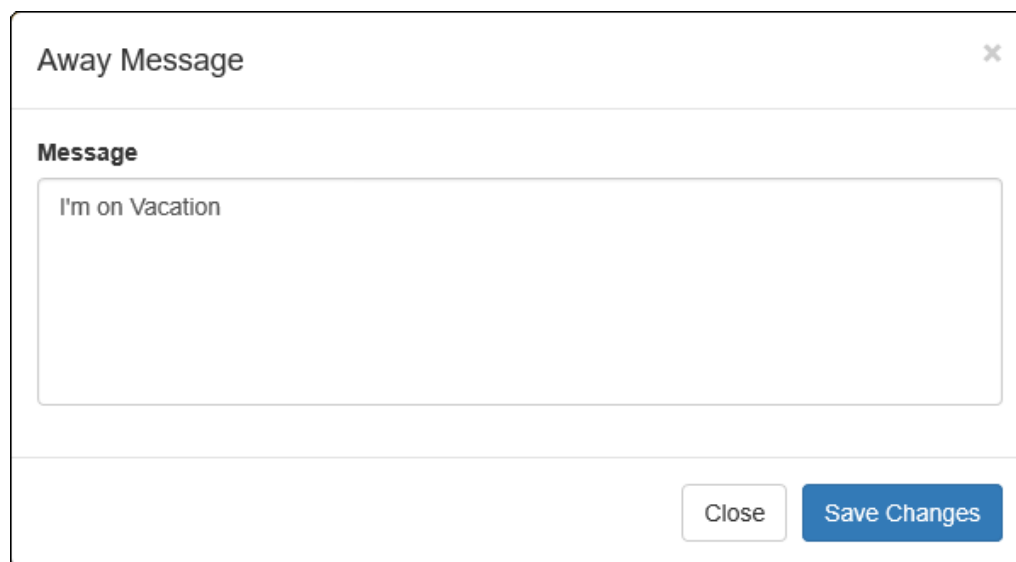 Away Message
×
Message
I'm on Vacation
Close
Save Changes